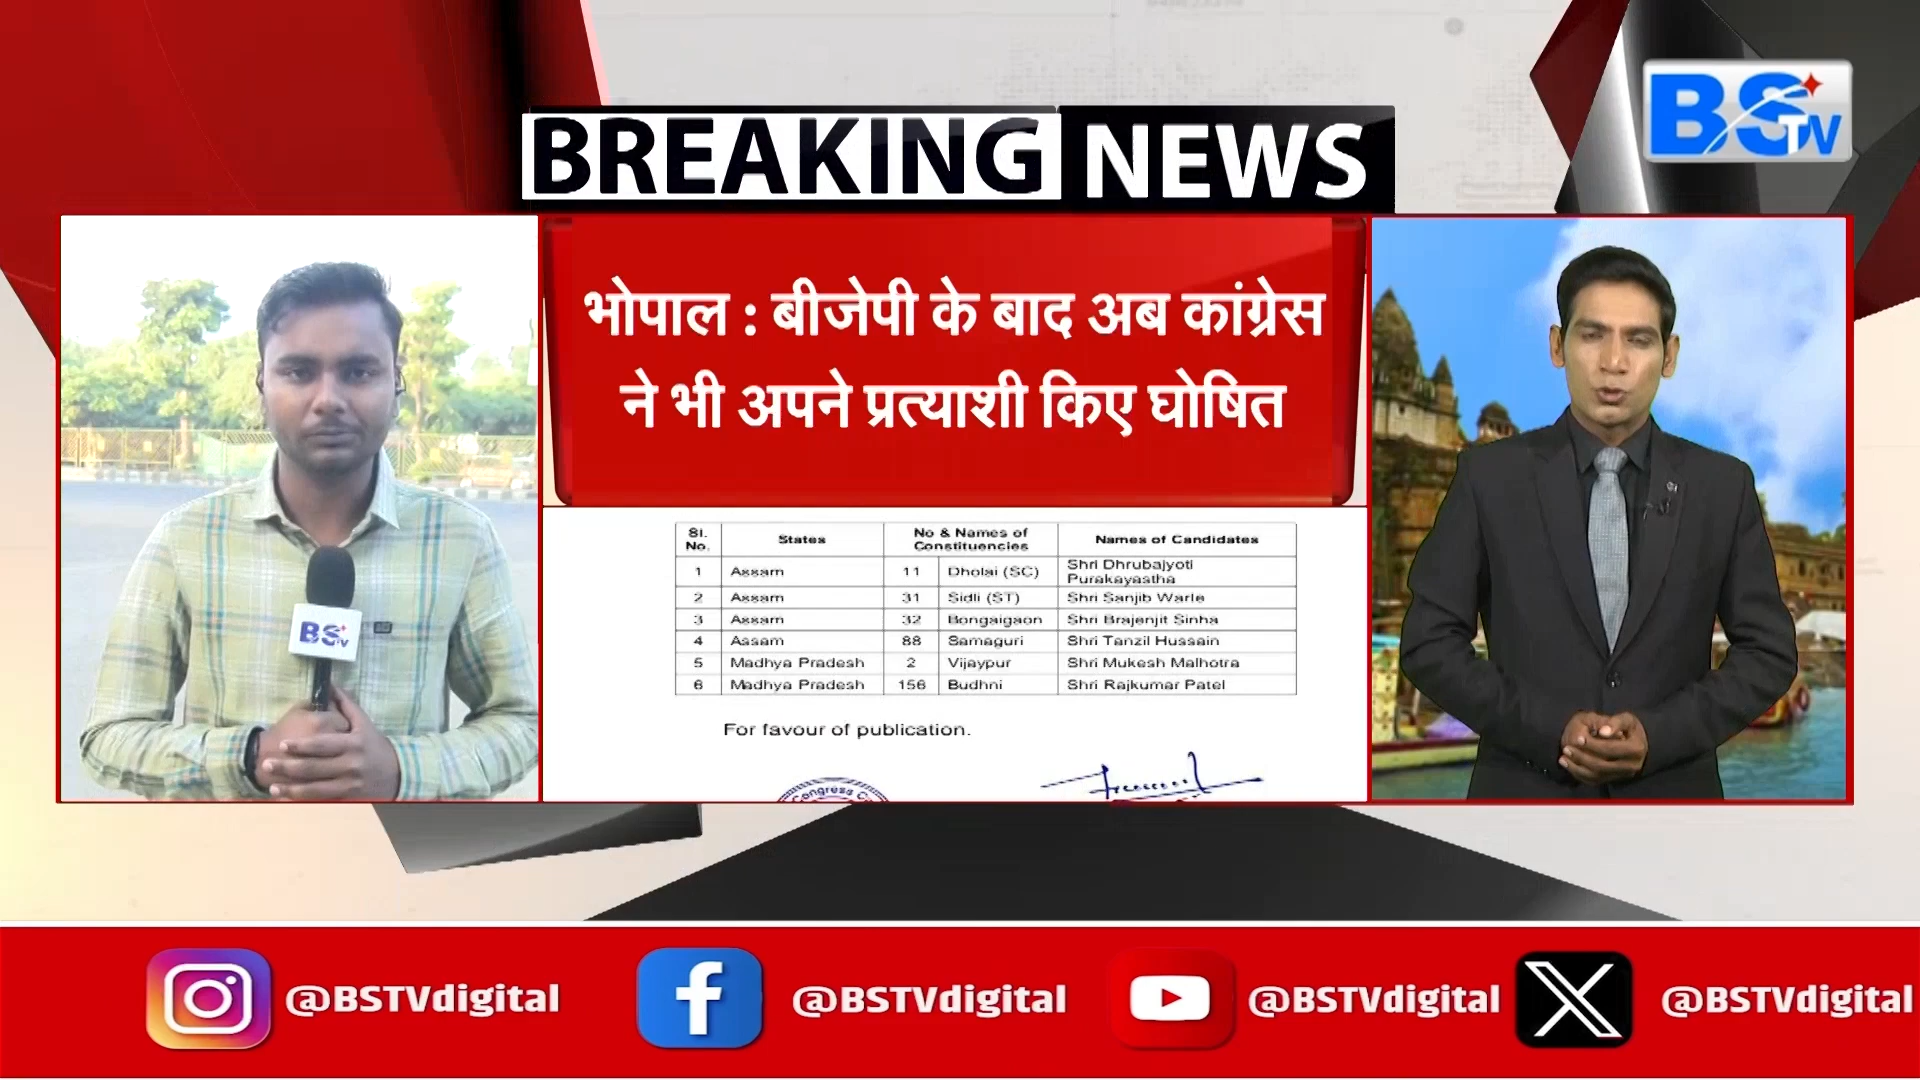 BSTV
BREAKING NEWS
भोपाल : बीजेपी के बाद अब कांग्रेस
ने भी अपने प्रत्याशी किए घोषित
BSTV
Sl. No. States No & Names of Constituencies Names of Candidates
1 Assam 11 Dholai (SC) Shri Dhrubajyoti Purakayastha
2 Assam 31 Sidli (ST) Shri Sanjib Warle
3 Assam 32 Bongaigaon Shri Brajenjit Sinha
4 Assam 88 Samaguri Shri Tanzil Hussain
5 Madhya Pradesh 2 Vijaypur Shri Mukesh Malhotra
6 Madhya Pradesh 156 Budhni Shri Rajkumar Patel
For favour of publication.
Congress
@BSTVdigital @BSTVdigital @BSTVdigital @BSTVdigital